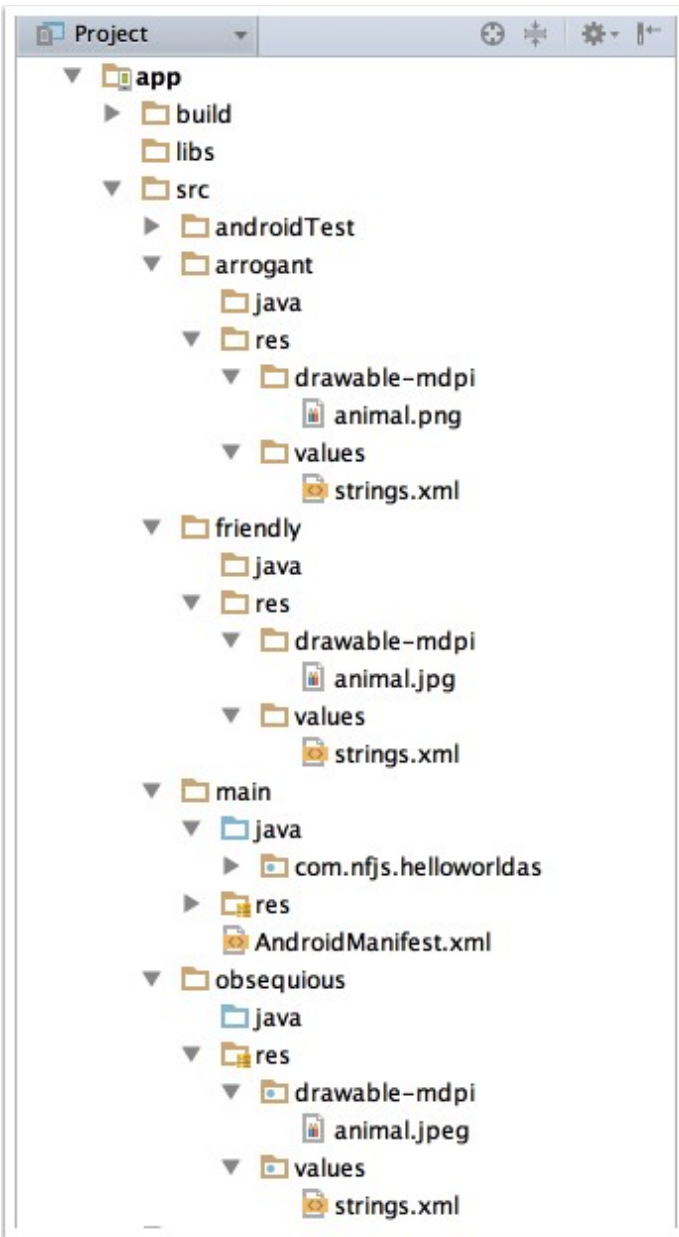 Project
app
build
libs
src
androidTest
arrogant
java
res
drawable-mdpi
animal.png
values
strings.xml
friendly
java
res
drawable-mdpi
animal.jpg
values
strings.xml
main
java
com.nfjs.helloworldas
res
AndroidManifest.xml
obsequious
java
res
drawable-mdpi
animal.jpeg
values
strings.xml